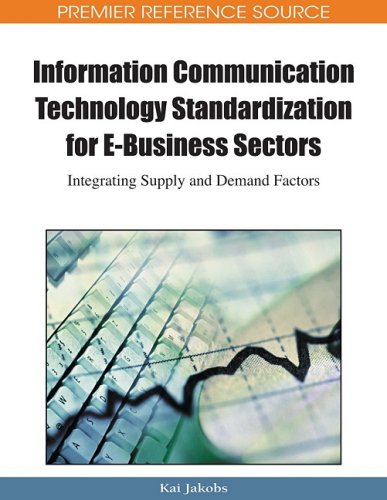 PREMIER REFERENCE SOURCE
Information Communication
Technology Standardization
for E-Business Sectors
Integrating Supply and Demand Factors
Kai Jakobs